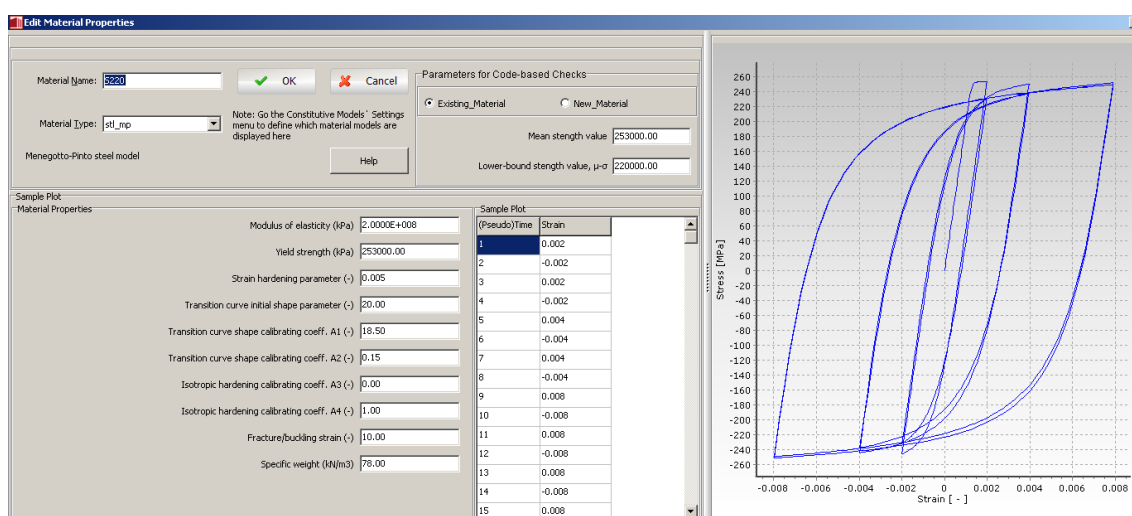 Edit Material Properties
Material Name: S220
OK
Cancel
Material Type: stl_mp
Note: Go the Constitutive Models´ Settings
menu to define which material models are
displayed here
Menegotto-Pinto steel model
Help
Parameters for Code-based Checks
Existing_Material
New_Material
Mean stength value 253000.00
Lower-bound stength value, μ-σ 220000.00
Sample Plot
Material Properties
Modulus of elasticity (kPa) 2.0000E+008
Yield strength (kPa) 253000.00
Strain hardening parameter (-) 0.005
Transition curve initial shape parameter (-) 20.00
Transition curve shape calibrating coeff. A1 (-) 18.50
Transition curve shape calibrating coeff. A2 (-) 0.15
Isotropic hardening calibrating coeff. A3 (-) 0.00
Isotropic hardening calibrating coeff. A4 (-) 1.00
Fracture/buckling strain (-) 10.00
Specific weight (kN/m3) 78.00
Sample Plot
(Pseudo)Time Strain
1 0.002
2 -0.002
3 0.002
4 -0.002
5 0.004
6 -0.004
7 0.004
8 -0.004
9 0.008
10 -0.008
11 0.008
12 -0.008
13 0.008
14 -0.008
15 0.008
Stress [MPa]
260
240
220
200
180
160
140
120
100
80
60
40
20
0
-20
-40
-60
-80
-100
-120
-140
-160
-180
-200
-220
-240
-260
-0.008 -0.006 -0.004 -0.002 0 0.002 0.004 0.006 0.008
Strain [ - ]